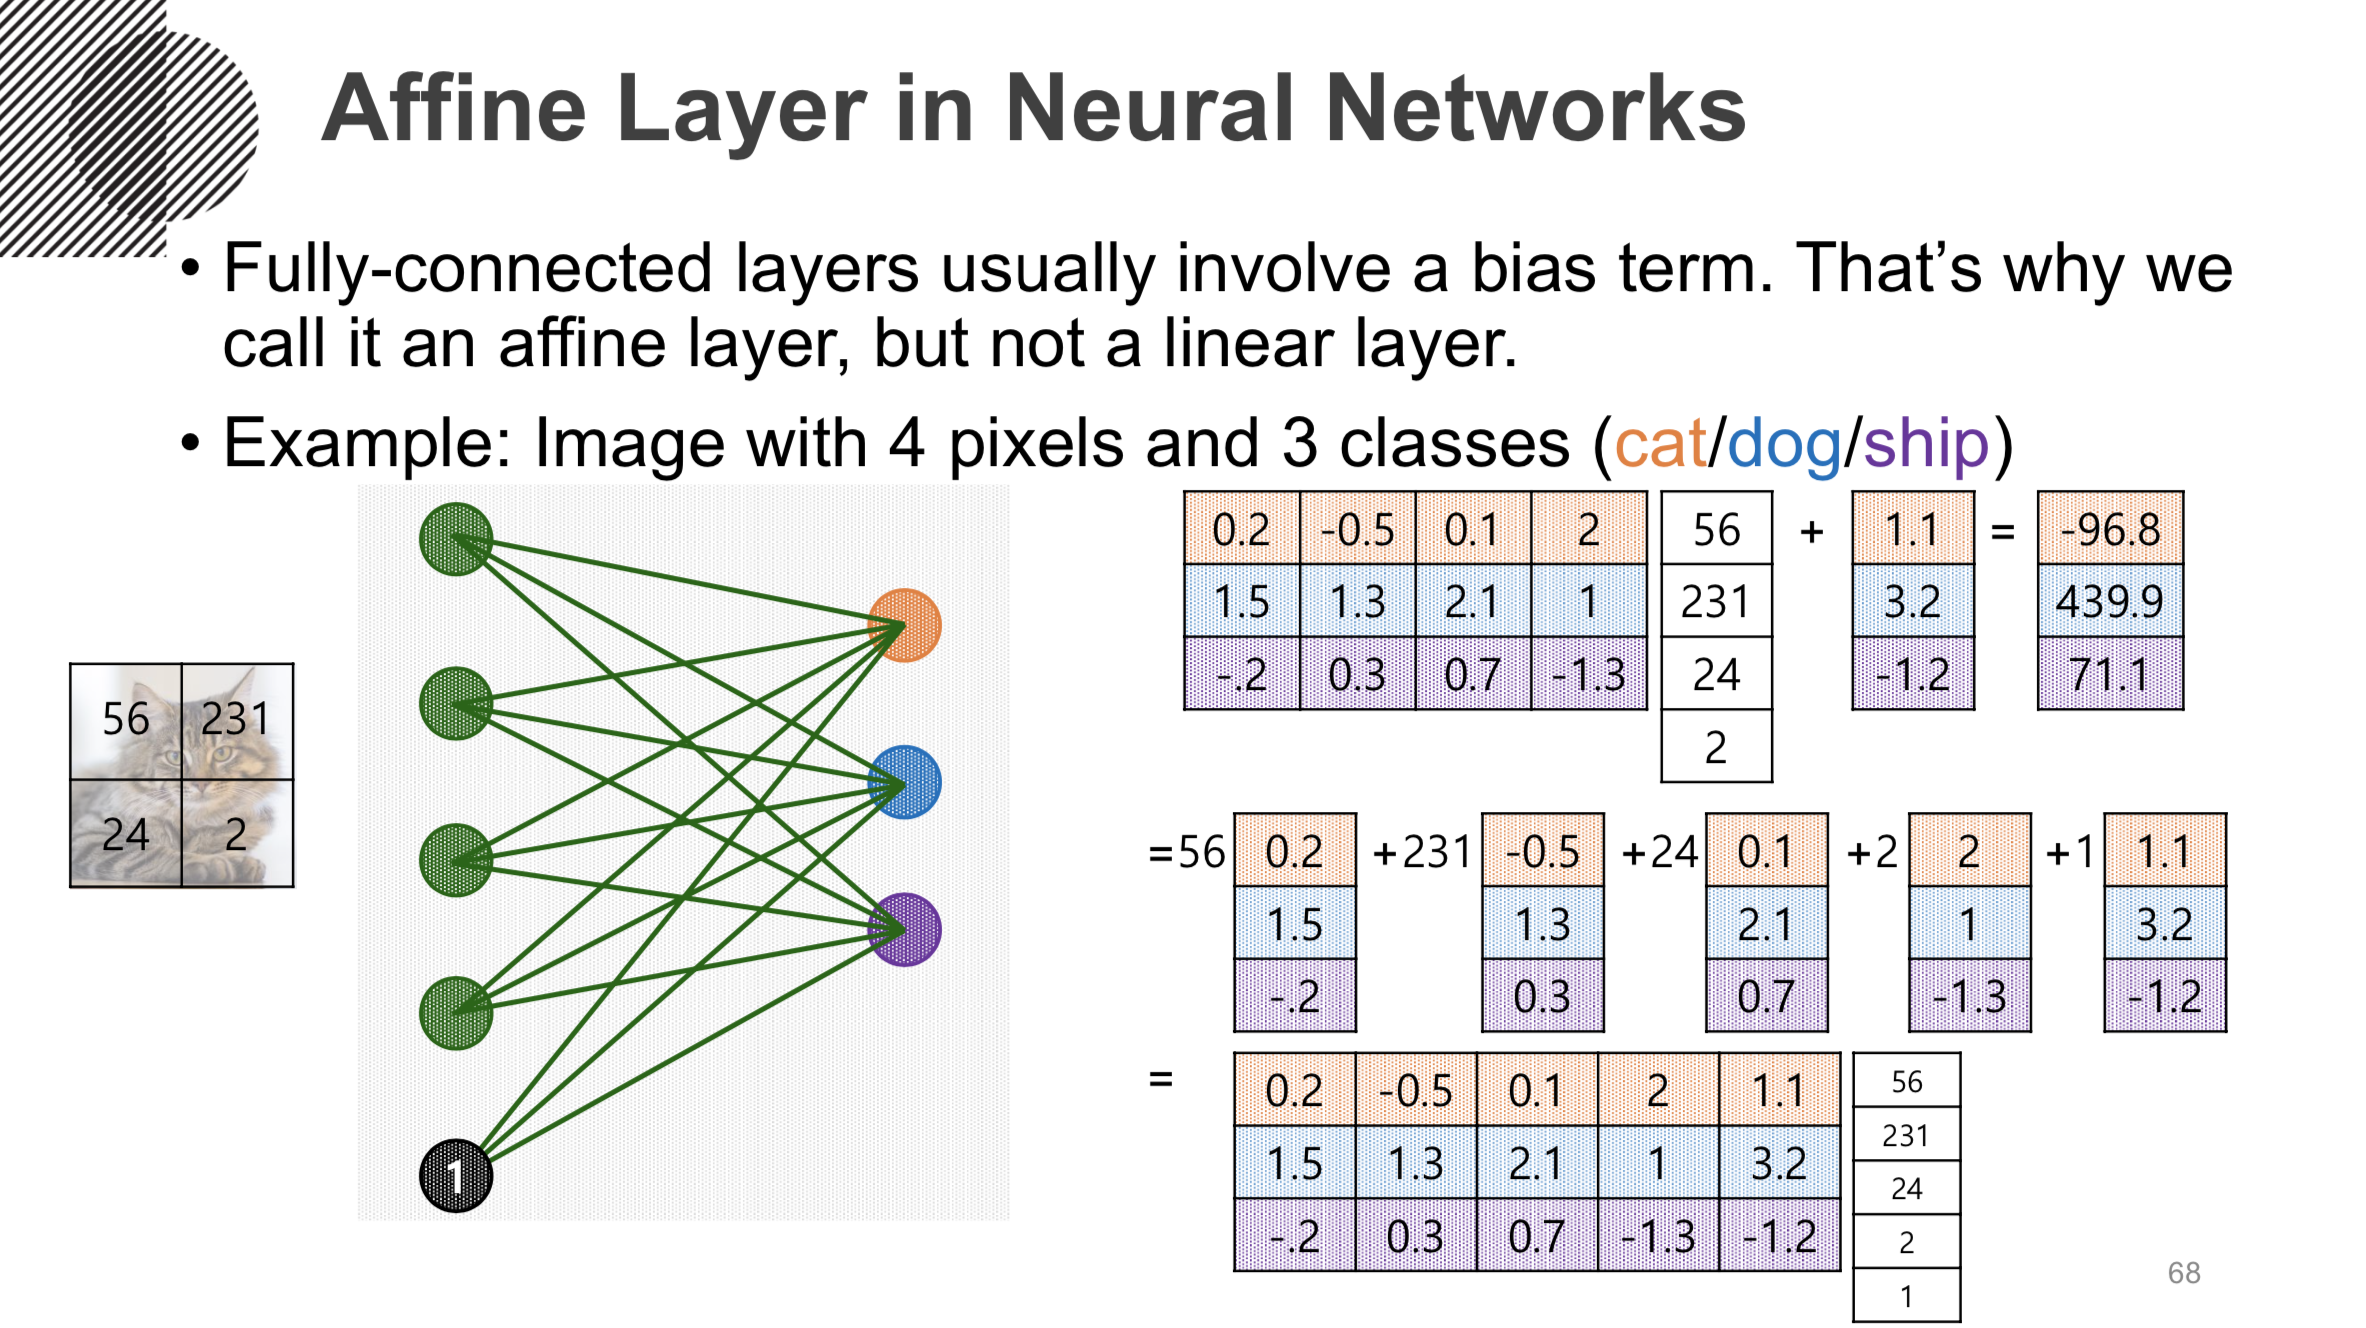 Affine Layer in Neural Networks
• Fully-connected layers usually involve a bias term. That’s why we
call it an affine layer, but not a linear layer.
• Example: Image with 4 pixels and 3 classes (cat/dog/ship)
56 231
24 2
1
0.2 -0.5 0.1 2 56 + 1.1 = -96.8
1.5 1.3 2.1 1 231 3.2 439.9
-.2 0.3 0.7 -1.3 24 -1.2 71.1
2
=56 0.2 +231 -0.5 +24 0.1 +2 2 +1 1.1
1.5 1.3 2.1 1 3.2
-.2 0.3 0.7 -1.3 -1.2
= 0.2 -0.5 0.1 2 1.1 56
1.5 1.3 2.1 1 3.2 231
-.2 0.3 0.7 -1.3 -1.2 24
2
1
68